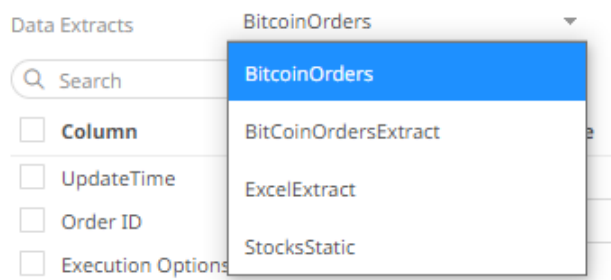 Data Extracts BitcoinOrders
Search
BitcoinOrders
Column
BitCoinOrdersExtract
UpdateTime
ExcelExtract
Order ID
StocksStatic
Execution Options